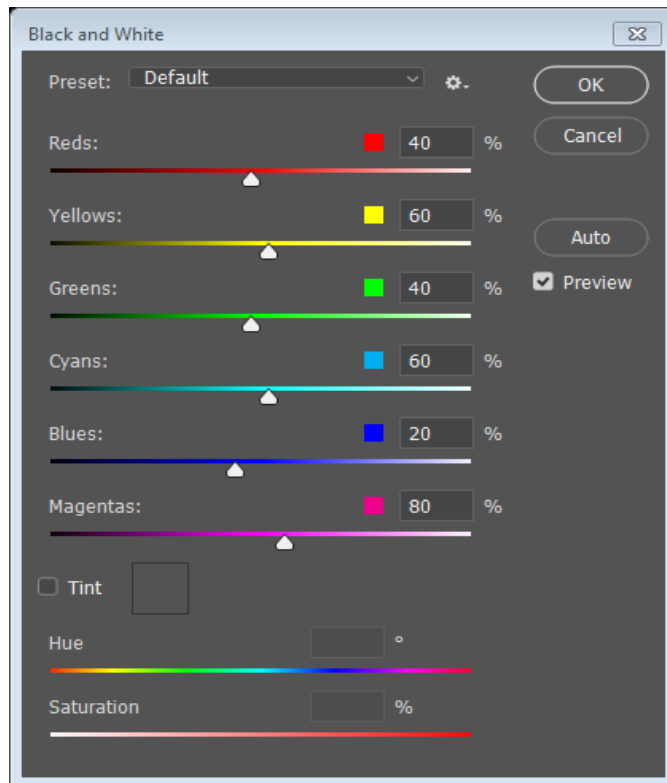 Black and White
Preset: Default
OK
Reds: 40 %
Cancel
Yellows: 60 %
Auto
Greens: 40 %
Preview
Cyans: 60 %
Blues: 20 %
Magentas: 80 %
Tint
Hue °
Saturation %